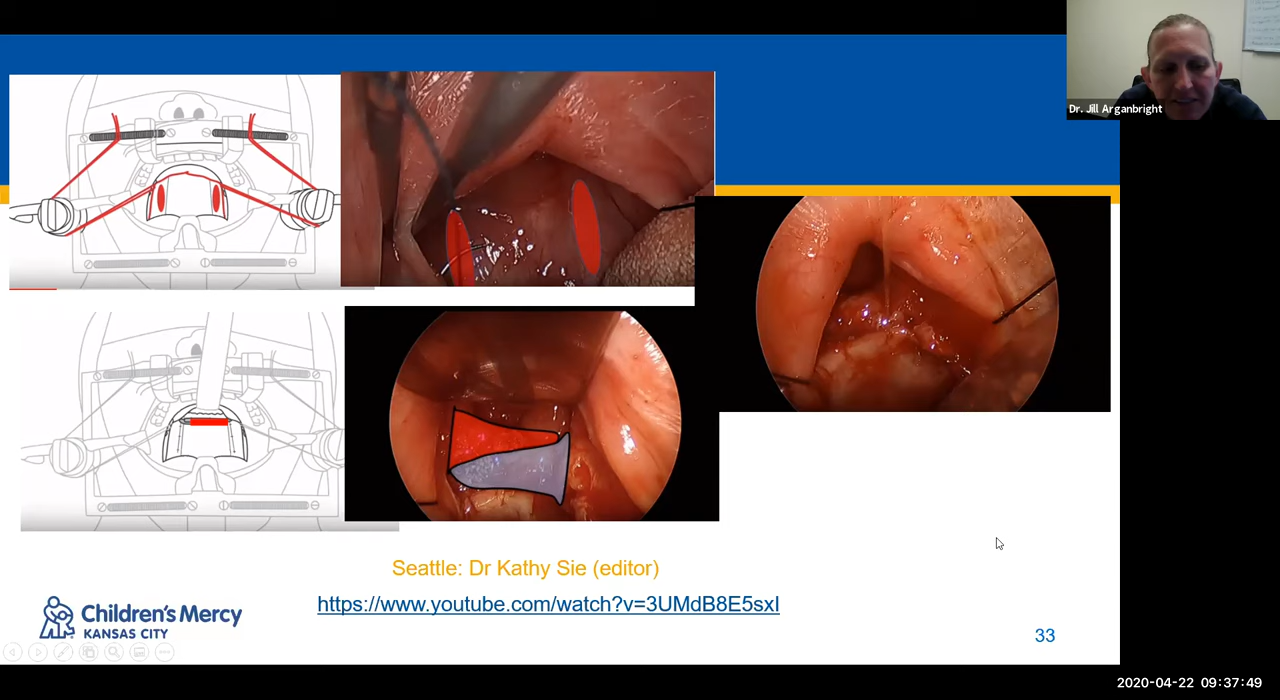 Dr. Jill Arganbright
Seattle: Dr Kathy Sie (editor)
https://www.youtube.com/watch?v=3UMdB8E5sxI
Children's Mercy
KANSAS CITY
33
2020-04-22 09:37:49